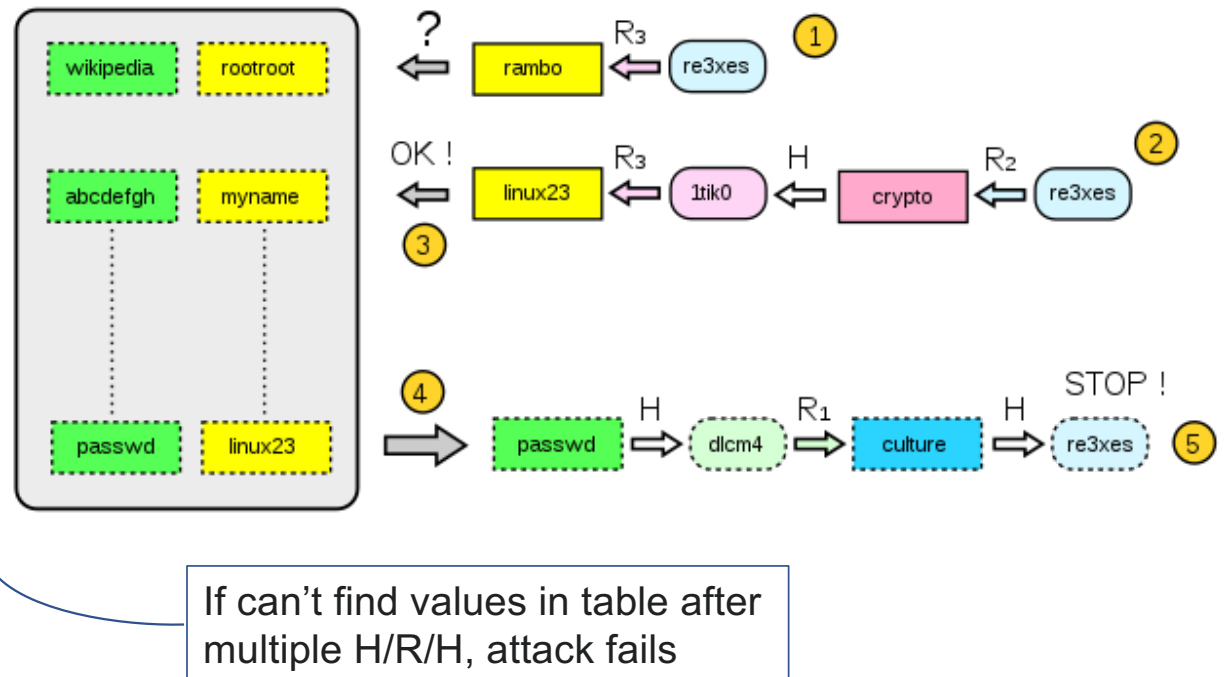 wikipedia rootroot ? rambo R₃ re3xes 1
OK !
abcdefgh myname linux23 R₃ 1tik0 H crypto R₂ re3xes 2
3
4
STOP !
passwd linux23 passwd H dlcm4 R₁ culture H re3xes 5
If can’t find values in table after
multiple H/R/H, attack fails